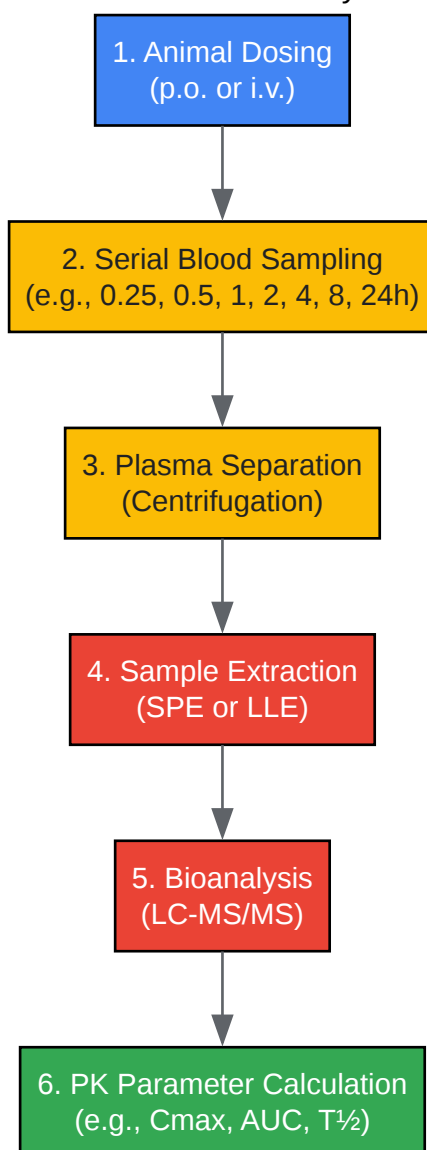 1. Animal Dosing
(p.o. or i.v.)
2. Serial Blood Sampling
(e.g., 0.25, 0.5, 1, 2, 4, 8, 24h)
3. Plasma Separation
(Centrifugation)
4. Sample Extraction
(SPE or LLE)
5. Bioanalysis
(LC-MS/MS)
6. PK Parameter Calculation
(e.g., Cmax, AUC, T½)